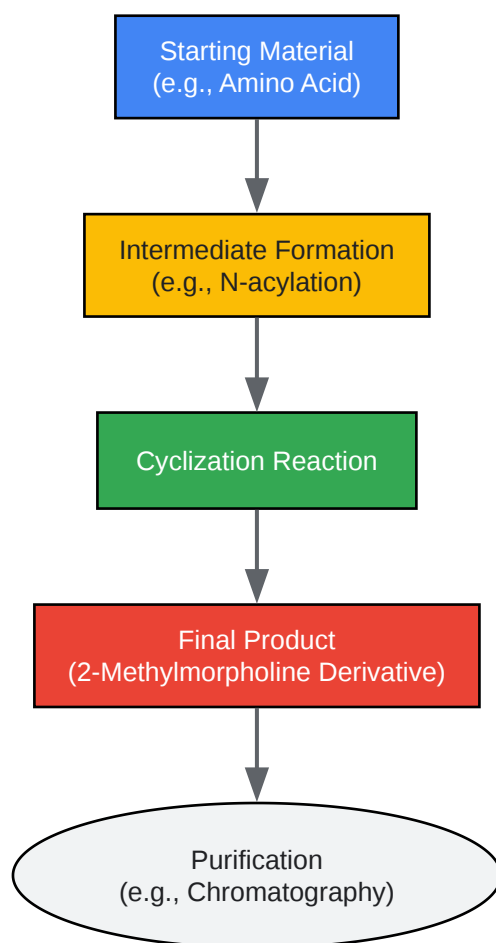 Starting Material
(e.g., Amino Acid)
Intermediate Formation
(e.g., N-acylation)
Cyclization Reaction
Final Product
(2-Methylmorpholine Derivative)
Purification
(e.g., Chromatography)